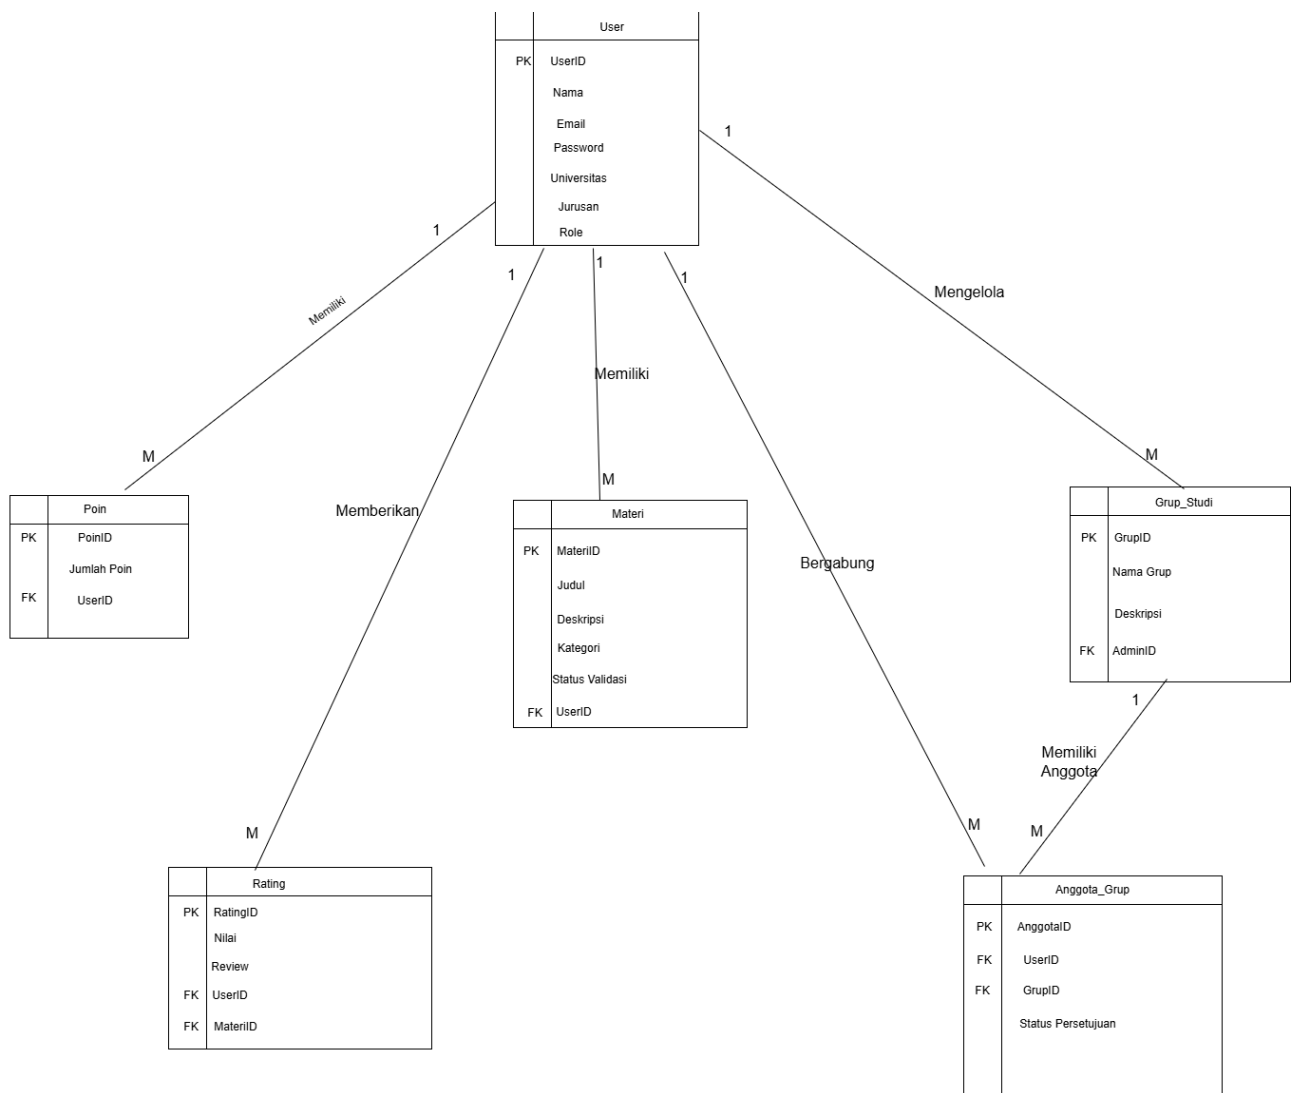 User
PK UserID
Nama
Email
Password
Universitas
Jurusan
Role
1
1
1
1
1
Memiliki
Memberikan
Memiliki
Bergabung
Mengelola
M
M
M
Poin
PK PoinID
Jumlah Poin
FK UserID
Materi
PK MateriID
Judul
Deskripsi
Kategori
Status Validasi
FK UserID
Grup_Studi
PK GrupID
Nama Grup
Deskripsi
FK AdminID
1
Memiliki
Anggota
M
M
M
Rating
PK RatingID
Nilai
Review
FK UserID
FK MateriID
Anggota_Grup
PK AnggotaID
FK UserID
FK GrupID
Status Persetujuan